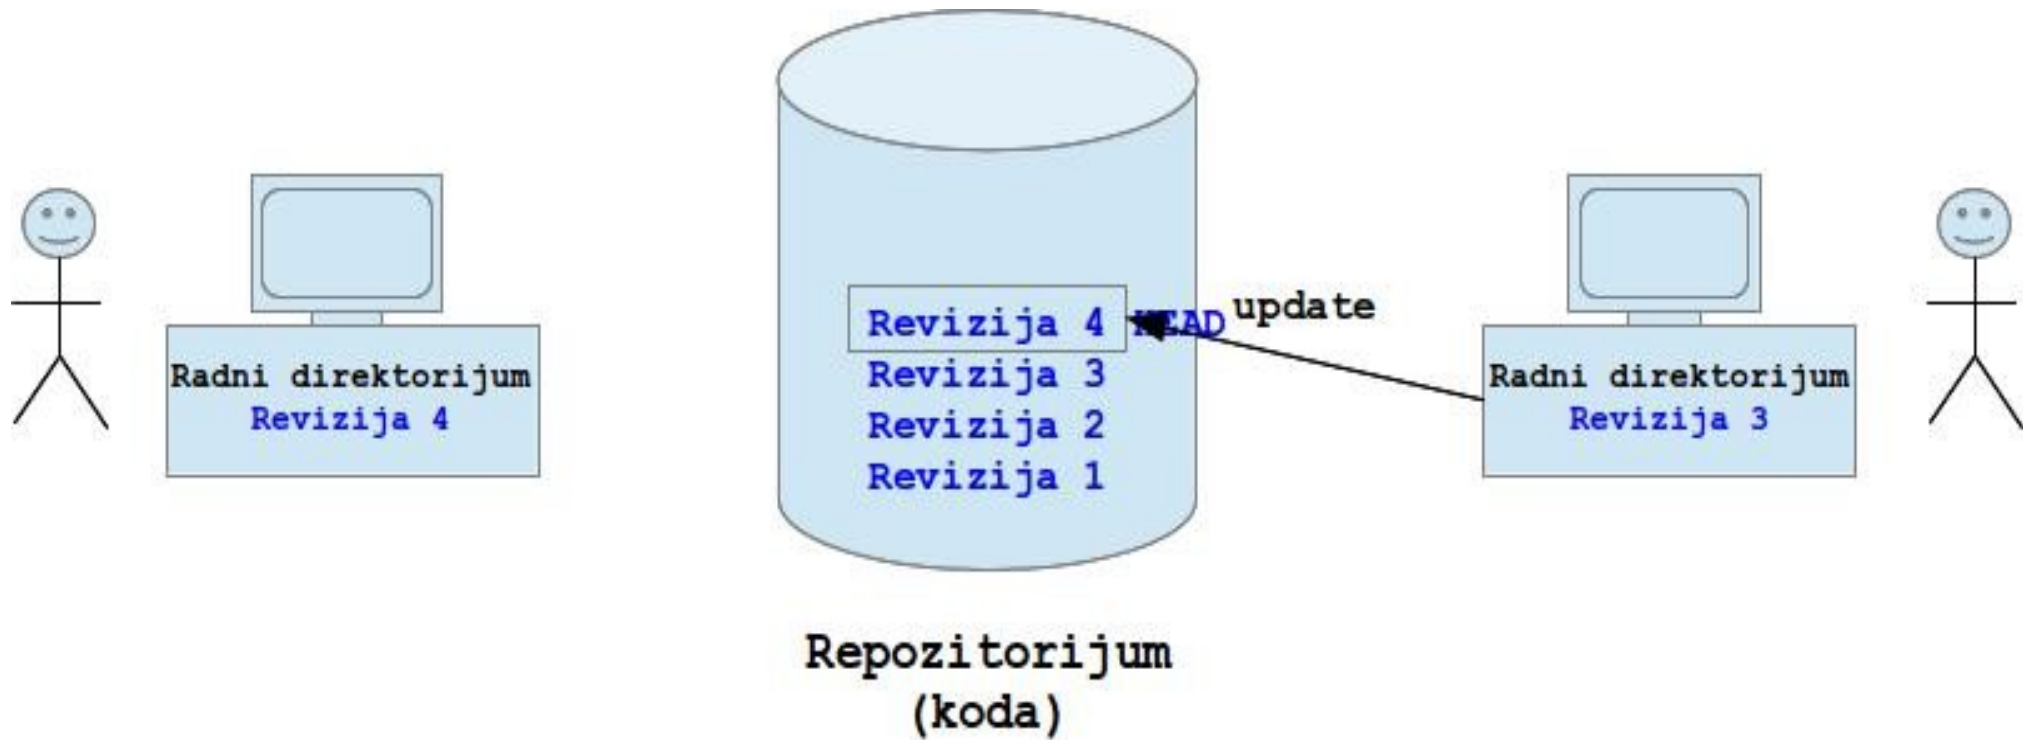 Radni direktorijum
Revizija 4
Revizija 4 HEAD
Revizija 3
Revizija 2
Revizija 1
update
Radni direktorijum
Revizija 3
Repozitorijum
(koda)